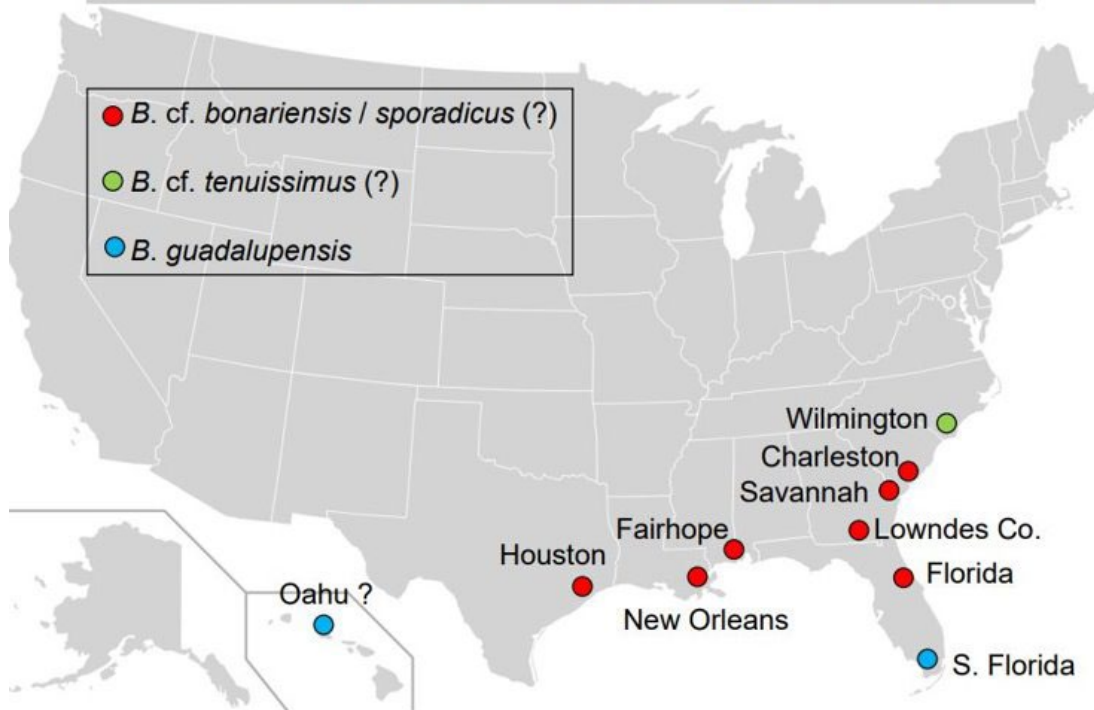 B. cf. bonariensis / sporadicus (?)
B. cf. tenuissimus (?)
B. guadalupensis
Wilmington
Charleston
Savannah
Fairhope
Lowndes Co.
Houston
Florida
Oahu ?
New Orleans
S. Florida